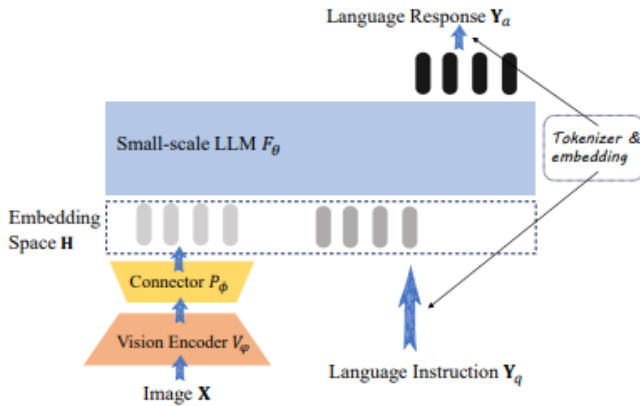 Language Response Yₐ
Small-scale LLM F_θ
Tokenizer &
embedding
Embedding
Space H
Connector P_ϕ
Vision Encoder V_φ
Image X
Language Instruction Y_q